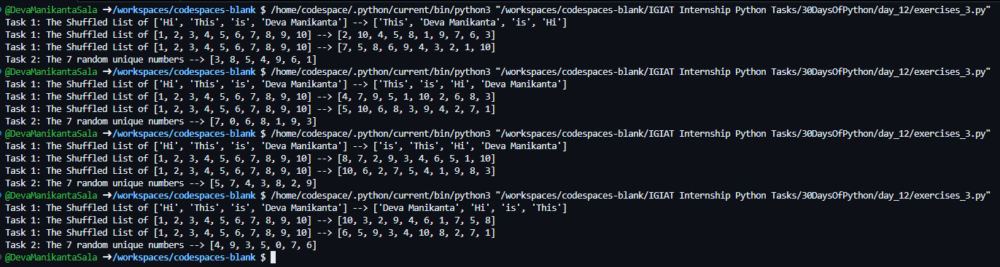 @DevaManikantaSala ➜/workspaces/codespaces-blank $ /home/codespace/.python/current/bin/python3 "/workspaces/codespaces-blank/IGIAT Internship Python Tasks/30DaysOfPython/day_12/exercises_3.py"
Task 1: The Shuffled List of ['Hi', 'This', 'is', 'Deva Manikanta'] --> ['This', 'Deva Manikanta', 'is', 'Hi']
Task 1: The Shuffled List of [1, 2, 3, 4, 5, 6, 7, 8, 9, 10] --> [2, 10, 4, 5, 8, 1, 9, 7, 6, 3]
Task 1: The Shuffled List of [1, 2, 3, 4, 5, 6, 7, 8, 9, 10] --> [7, 5, 8, 6, 9, 4, 3, 2, 1, 10]
Task 2: The 7 random unique numbers --> [3, 8, 5, 4, 9, 6, 1]
@DevaManikantaSala ➜/workspaces/codespaces-blank $ /home/codespace/.python/current/bin/python3 "/workspaces/codespaces-blank/IGIAT Internship Python Tasks/30DaysOfPython/day_12/exercises_3.py"
Task 1: The Shuffled List of ['Hi', 'This', 'is', 'Deva Manikanta'] --> ['This', 'is', 'Hi', 'Deva Manikanta']
Task 1: The Shuffled List of [1, 2, 3, 4, 5, 6, 7, 8, 9, 10] --> [4, 7, 9, 5, 1, 10, 2, 6, 8, 3]
Task 1: The Shuffled List of [1, 2, 3, 4, 5, 6, 7, 8, 9, 10] --> [5, 10, 6, 8, 3, 9, 4, 2, 7, 1]
Task 2: The 7 random unique numbers --> [7, 0, 6, 8, 1, 9, 3]
@DevaManikantaSala ➜/workspaces/codespaces-blank $ /home/codespace/.python/current/bin/python3 "/workspaces/codespaces-blank/IGIAT Internship Python Tasks/30DaysOfPython/day_12/exercises_3.py"
Task 1: The Shuffled List of ['Hi', 'This', 'is', 'Deva Manikanta'] --> ['is', 'This', 'Hi', 'Deva Manikanta']
Task 1: The Shuffled List of [1, 2, 3, 4, 5, 6, 7, 8, 9, 10] --> [8, 7, 2, 9, 3, 4, 6, 5, 1, 10]
Task 1: The Shuffled List of [1, 2, 3, 4, 5, 6, 7, 8, 9, 10] --> [10, 6, 2, 7, 5, 4, 1, 9, 8, 3]
Task 2: The 7 random unique numbers --> [5, 7, 4, 3, 8, 2, 9]
@DevaManikantaSala ➜/workspaces/codespaces-blank $ /home/codespace/.python/current/bin/python3 "/workspaces/codespaces-blank/IGIAT Internship Python Tasks/30DaysOfPython/day_12/exercises_3.py"
Task 1: The Shuffled List of ['Hi', 'This', 'is', 'Deva Manikanta'] --> ['Deva Manikanta', 'Hi', 'is', 'This']
Task 1: The Shuffled List of [1, 2, 3, 4, 5, 6, 7, 8, 9, 10] --> [10, 3, 2, 9, 4, 6, 1, 7, 5, 8]
Task 1: The Shuffled List of [1, 2, 3, 4, 5, 6, 7, 8, 9, 10] --> [6, 5, 9, 3, 4, 10, 8, 2, 7, 1]
Task 2: The 7 random unique numbers --> [4, 9, 3, 5, 0, 7, 6]
@DevaManikantaSala ➜/workspaces/codespaces-blank $